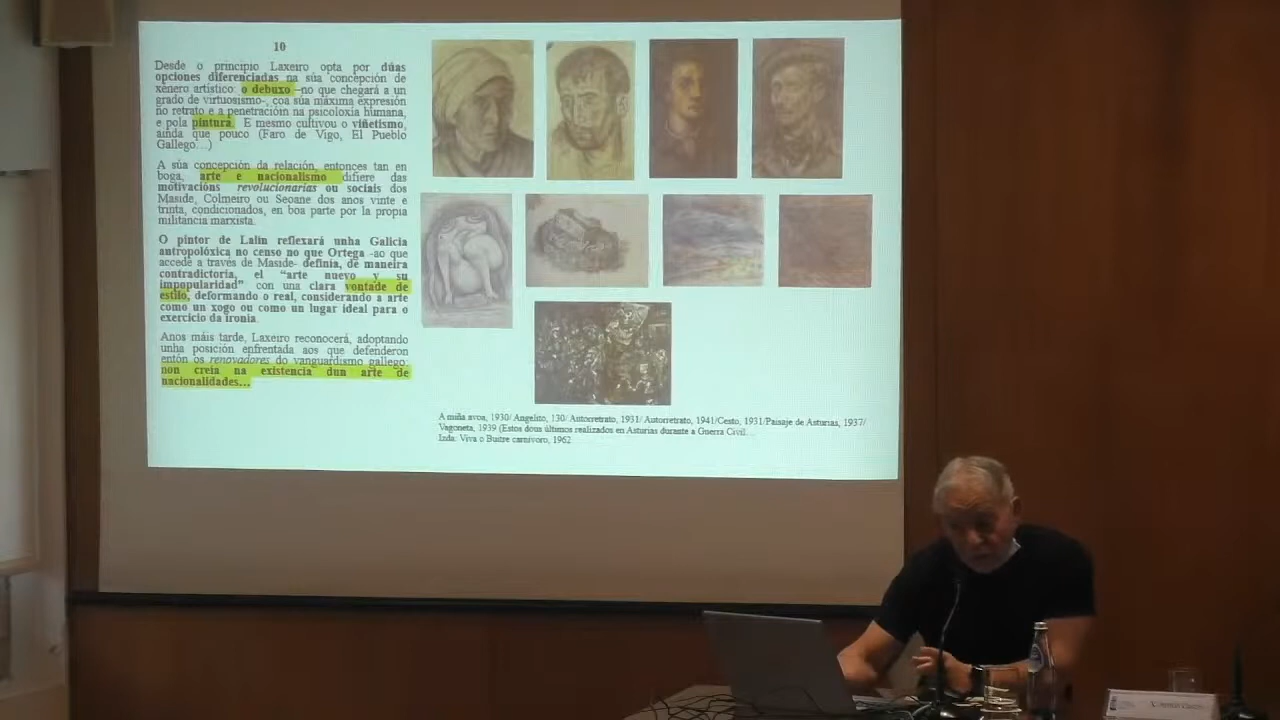 10
Desde o principio Laxeiro opta por dúas
opciones diferenciadas na súa concepción de
xénero artístico: o debuxo –no que chegará a un
grado de virtuosismo-, coa súa máxima expresión
no retrato e a penetración na psicoloxía humana,
e pola pintura. E mesmo cultivou o viñetismo,
ainda que pouco (Faro de Vigo, El Pueblo
Gallego…)
A súa concepción da relación, entonces tan en
boga, arte e nacionalismo difiere das
motivacións revolucionarias ou sociais dos
Maside, Colmeiro ou Seoane dos anos vinte e
trinta, condicionados, en boa parte por la propia
militáncia marxista.
O pintor de Lalín reflexará unha Galicia
antropolóxica no censo no que Ortega -ao que
accede a través de Maside- definía, de maneira
contradictoria, el “arte nuevo y su
impopularidad” con una clara vontade de
estilo, deformando o real, considerando a arte
como un xogo ou como un lugar ideal para o
exercicio da ironía.
Anos máis tarde, Laxeiro reconocerá, adoptando
unha posición enfrentada aos que defenderon
entón os renovadores do vanguardismo gallego:
non creía na existencia dun arte de
nacionalidades…
A miña avoa, 1930/ Angelito, 130/ Autorretrato, 1931/ Autorretrato, 1941/Cesto, 1931/Paisaje de Asturias, 1937/
Vagoneta, 1939 (Estos dous últimos realizados en Asturias durante a Guerra Civil…
Izda: Viva o Buitre carnívoro, 1962